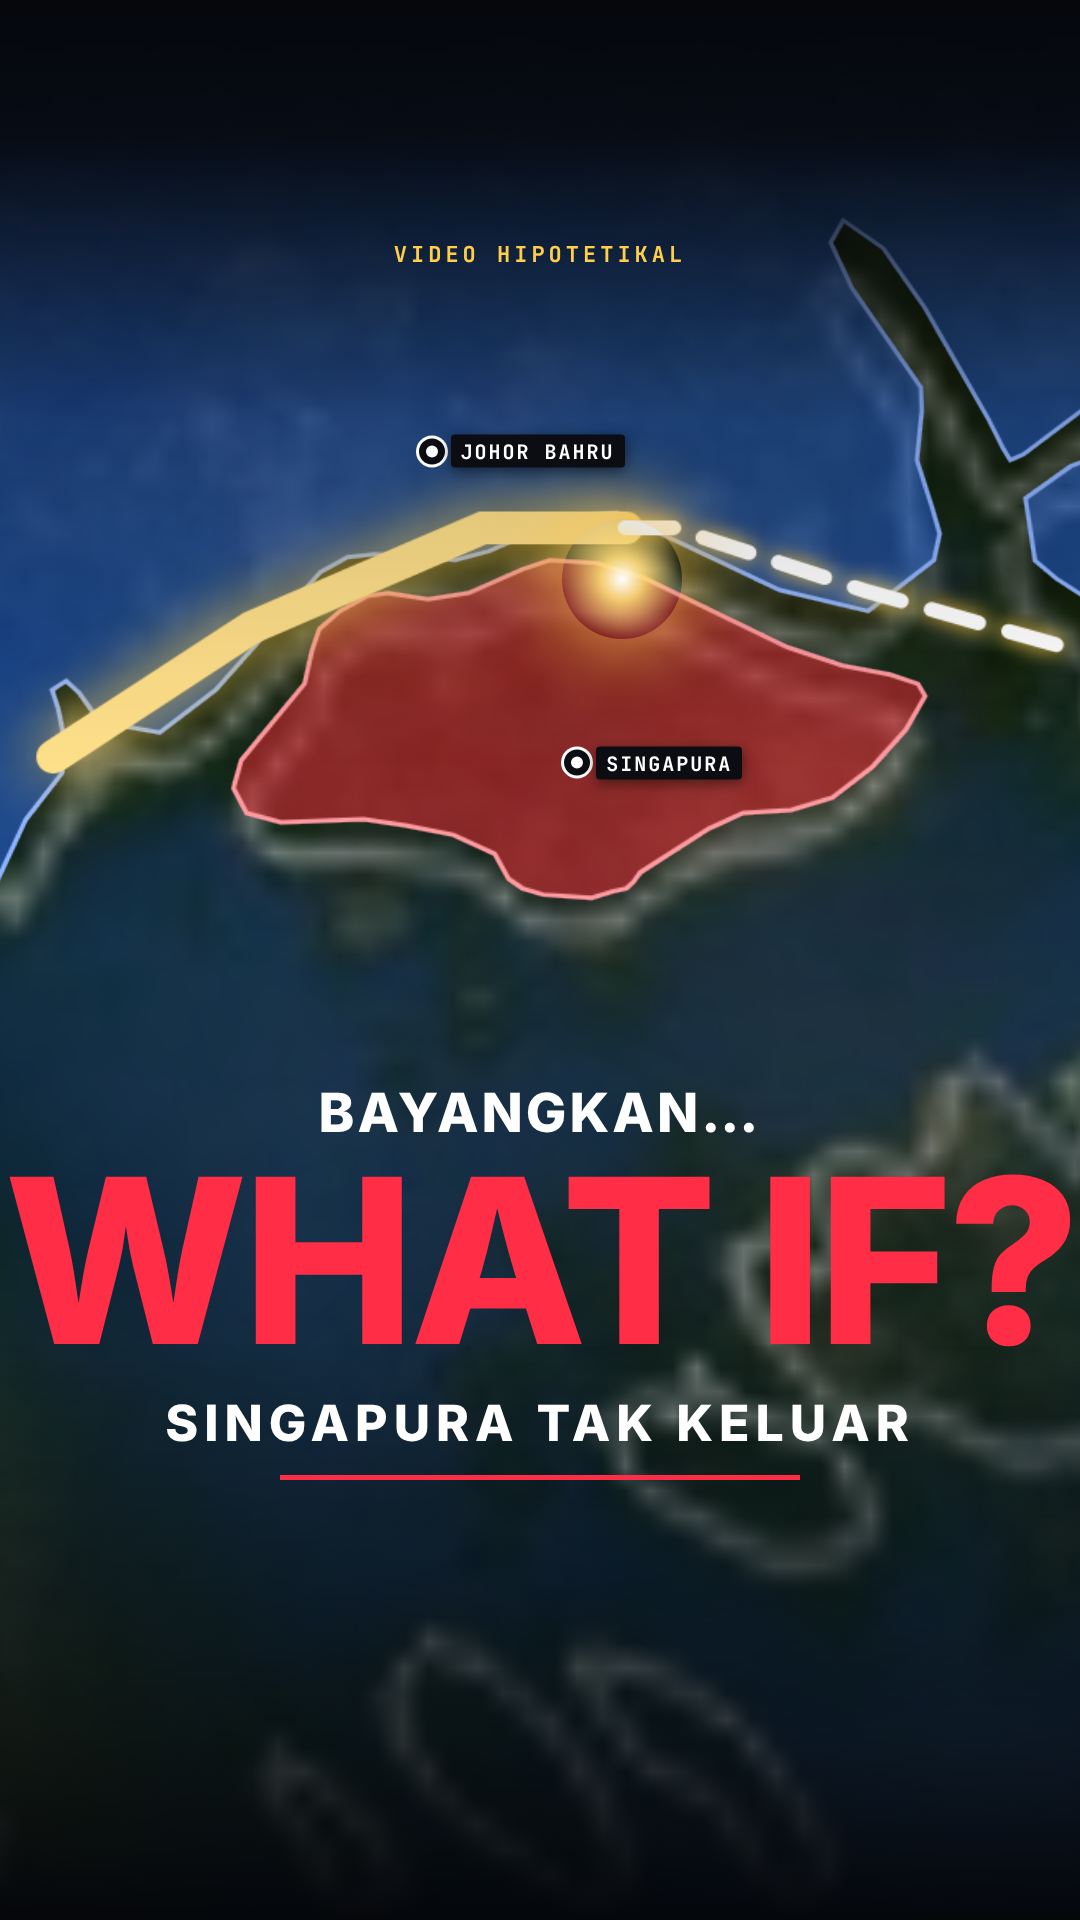 VIDEO HIPOTETIKAL
JOHOR BAHRU
SINGAPURA
BAYANGKAN...
WHAT IF?
SINGAPURA TAK KELUAR